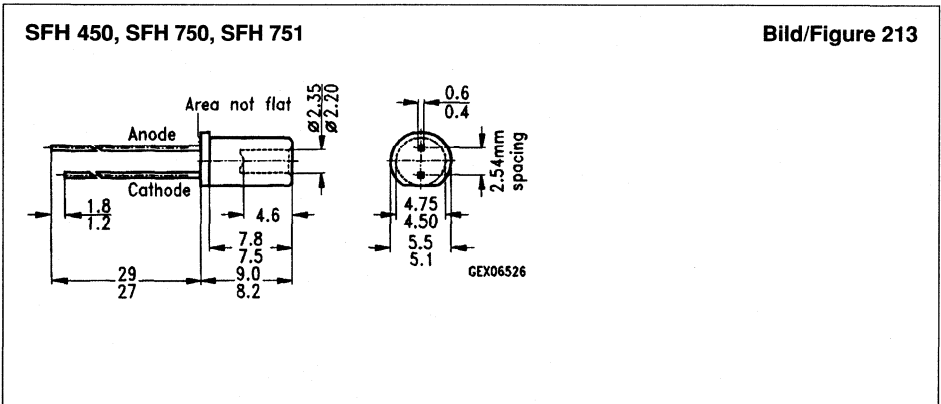 SFH 450, SFH 750, SFH 751
Bild/Figure 213
Area not flat
Ø2.35
Ø2.20
0.6
0.4
Anode
Cathode
2.54mm
spacing
1.8
1.2
4.6
4.75
4.50
7.8
7.5
5.5
5.1
29
27
9.0
8.2
GEX06526